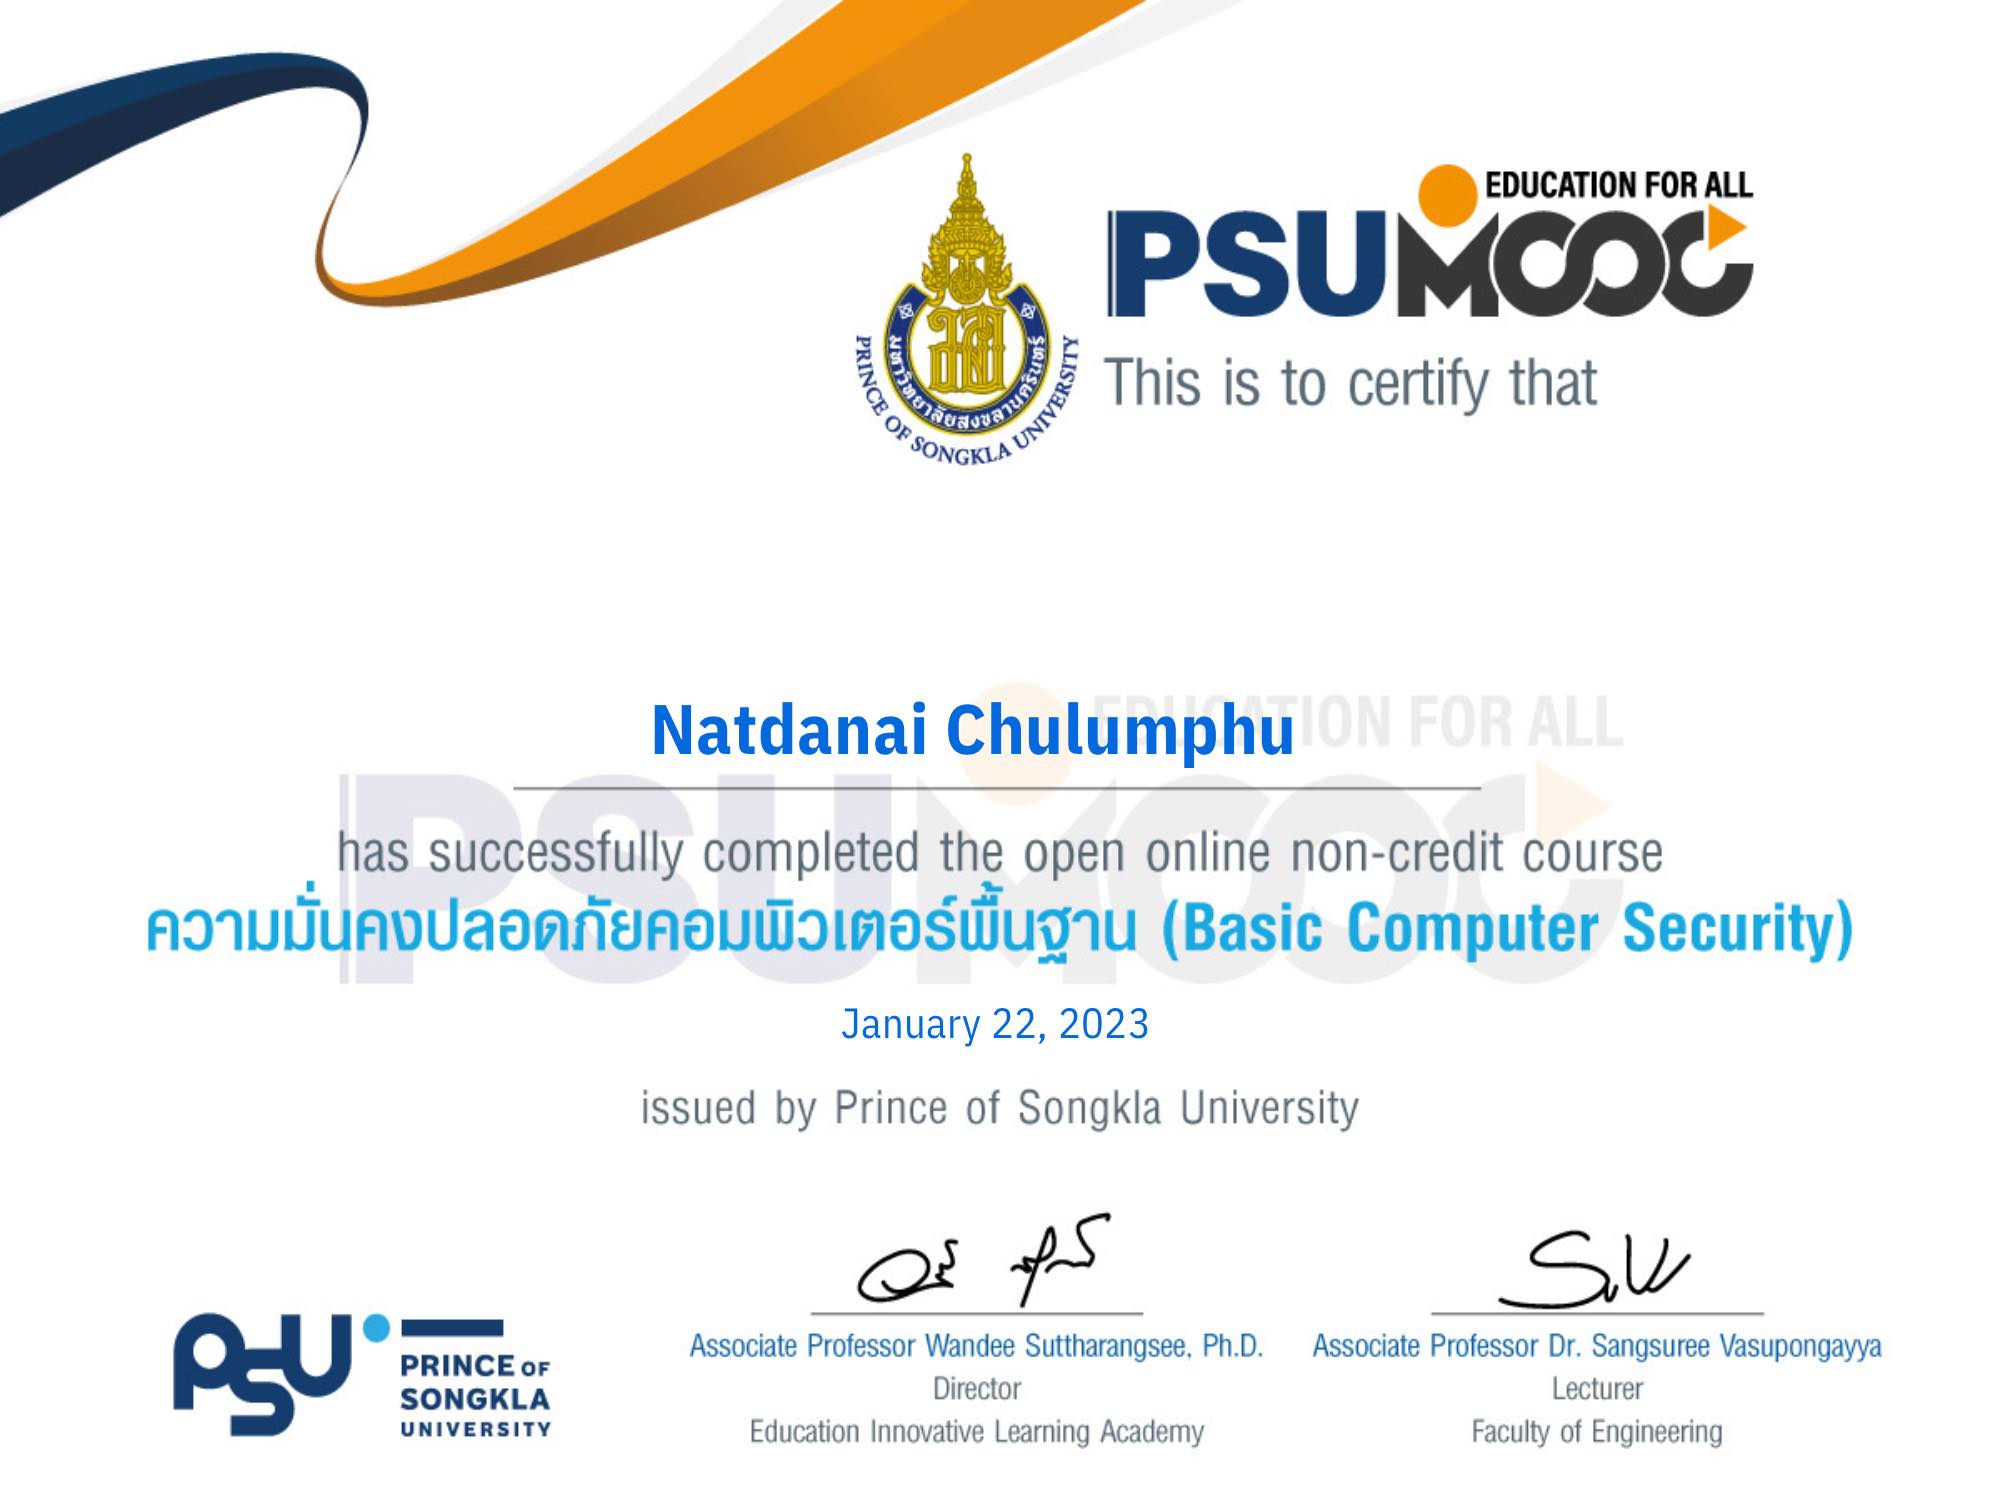 EDUCATION FOR ALL
PSUMOOC
มหาวิทยาลัยสงขลานครินทร์
PRINCE OF SONGKLA UNIVERSITY
This is to certify that
EDUCATION FOR ALL
PSUMOOC
Natdanai Chulumphu
has successfully completed the open online non-credit course
ความมั่นคงปลอดภัยคอมพิวเตอร์พื้นฐาน (Basic Computer Security)
January 22, 2023
issued by Prince of Songkla University
PSU
PRINCE OF
SONGKLA
UNIVERSITY
Associate Professor Wandee Suttharangsee, Ph.D.
Director
Education Innovative Learning Academy
Associate Professor Dr. Sangsuree Vasupongayya
Lecturer
Faculty of Engineering